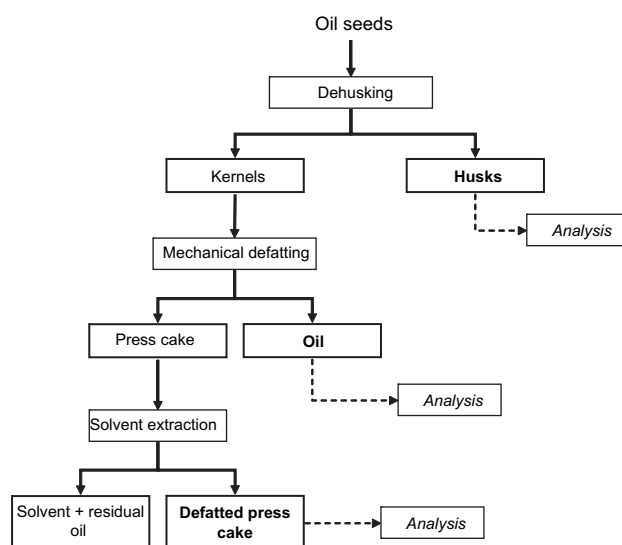 Oil seeds
Dehusking
Kernels
Husks
Analysis
Mechanical defatting
Press cake
Oil
Analysis
Solvent extraction
Solvent + residual
oil
Defatted press
cake
Analysis